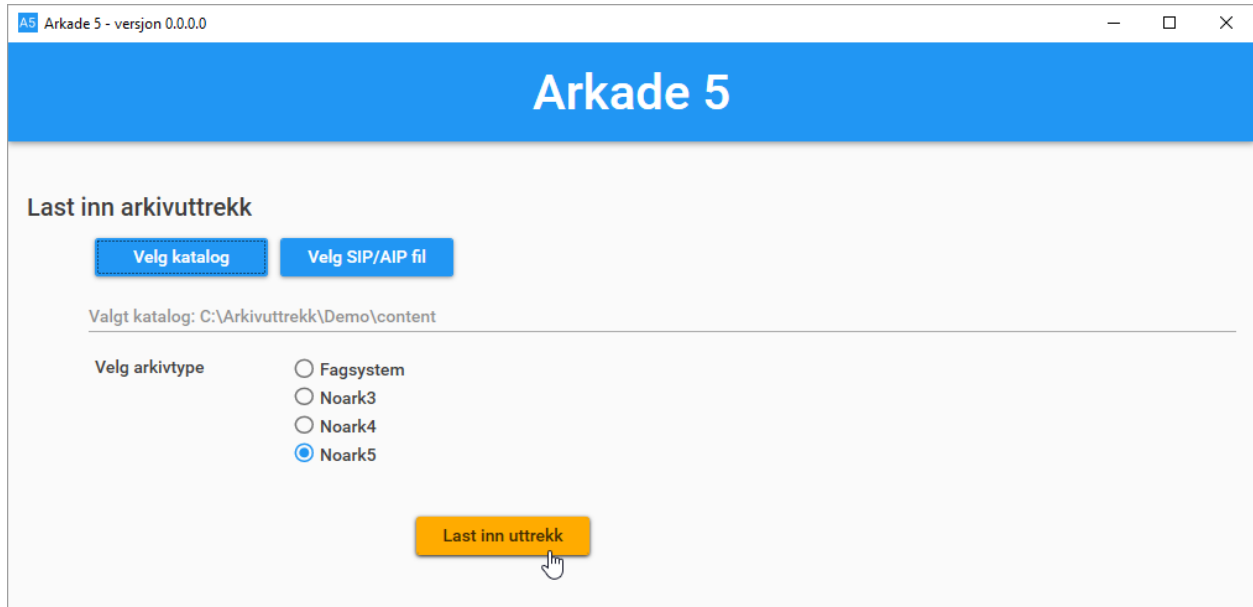 A5 Arkade 5 - versjon 0.0.0.0
Arkade 5
Last inn arkivuttrekk
Velg katalog Velg SIP/AIP fil
Valgt katalog: C:\Arkivuttrekk\Demo\content
Velg arkivtype Fagsystem
Noark3
Noark4
Noark5
Last inn uttrekk